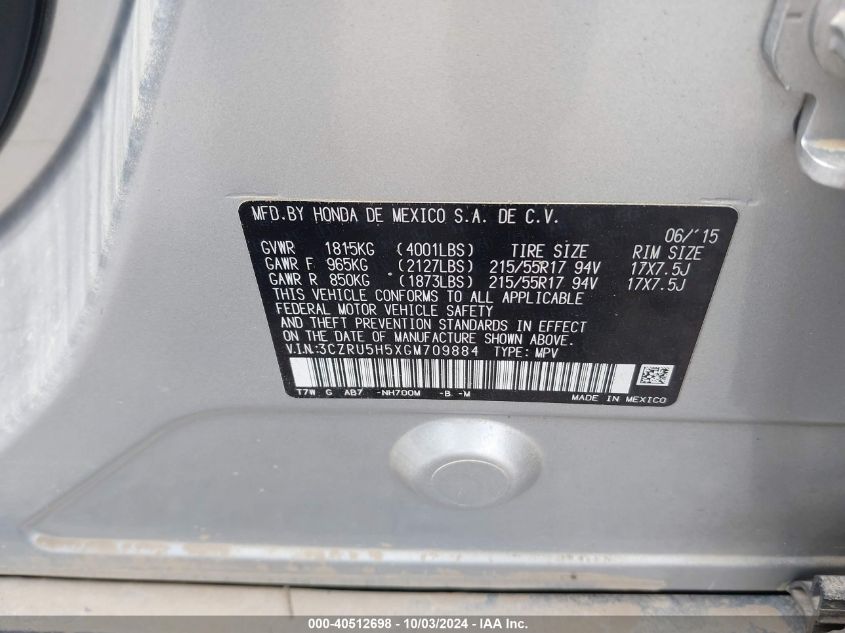 MFD.BY HONDA DE MEXICO S.A. DE C.V.
06/'15
GVWR 1815KG (4001LBS) TIRE SIZE RIM SIZE
GAWR F 965KG (2127LBS) 215/55R17 94V 17X7.5J
GAWR R 850KG (1873LBS) 215/55R17 94V 17X7.5J
THIS VEHICLE CONFORMS TO ALL APPLICABLE
FEDERAL MOTOR VEHICLE SAFETY
AND THEFT PREVENTION STANDARDS IN EFFECT
ON THE DATE OF MANUFACTURE SHOWN ABOVE.
V.I.N:3CZRU5H5XGM709884 TYPE: MPV
T7W G AB7 -NH700M -B -M
MADE IN MEXICO
000-40512698 - 10/03/2024 - IAA Inc.